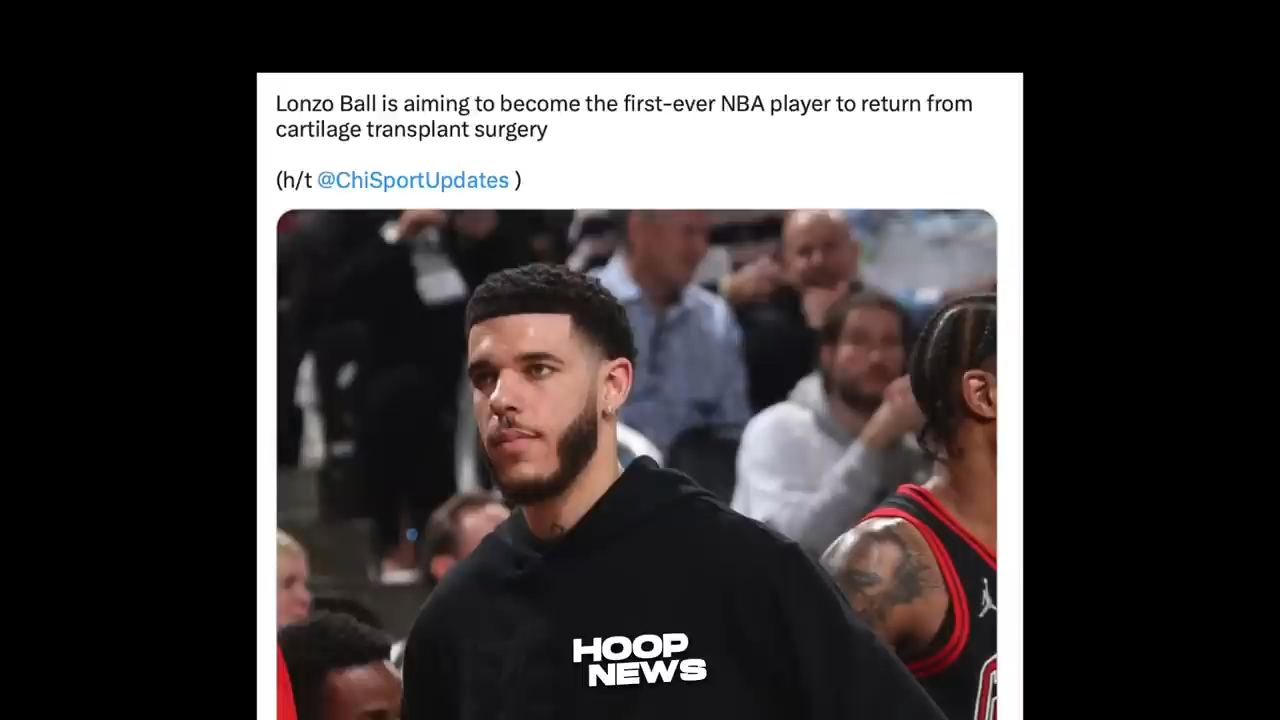 Lonzo Ball is aiming to become the first-ever NBA player to return from
cartilage transplant surgery
(h/t @ChiSportUpdates )
HOOP
NEWS